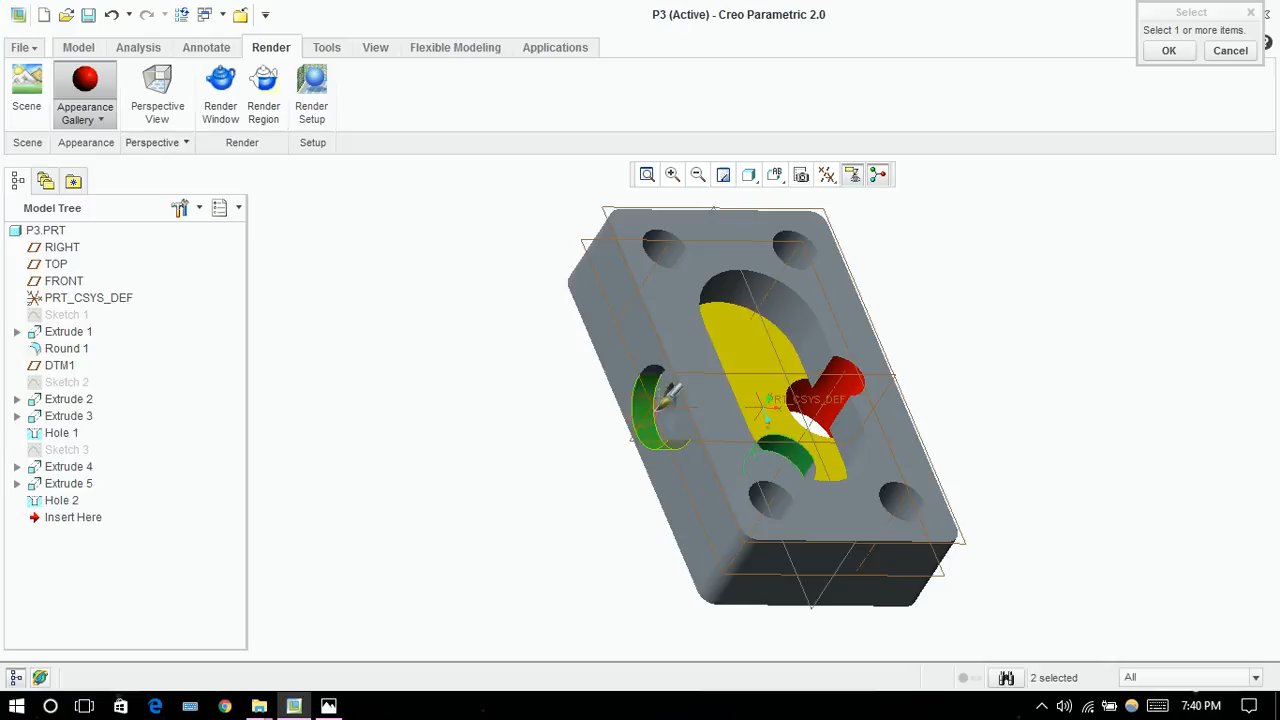 P3 (Active) - Creo Parametric 2.0
Select
Select 1 or more items.
OK Cancel
File Model Analysis Annotate Render Tools View Flexible Modeling Applications
Scene Appearance Gallery Perspective View Render Window Render Region Render Setup
Scene Appearance Perspective Render Setup
Model Tree
P3.PRT
RIGHT
TOP
FRONT
PRT_CSYS_DEF
Sketch 1
Extrude 1
Round 1
DTM1
Sketch 2
Extrude 2
Extrude 3
Hole 1
Sketch 3
Extrude 4
Extrude 5
Hole 2
Insert Here
PRT_CSYS_DEF
2 selected All
7:40 PM